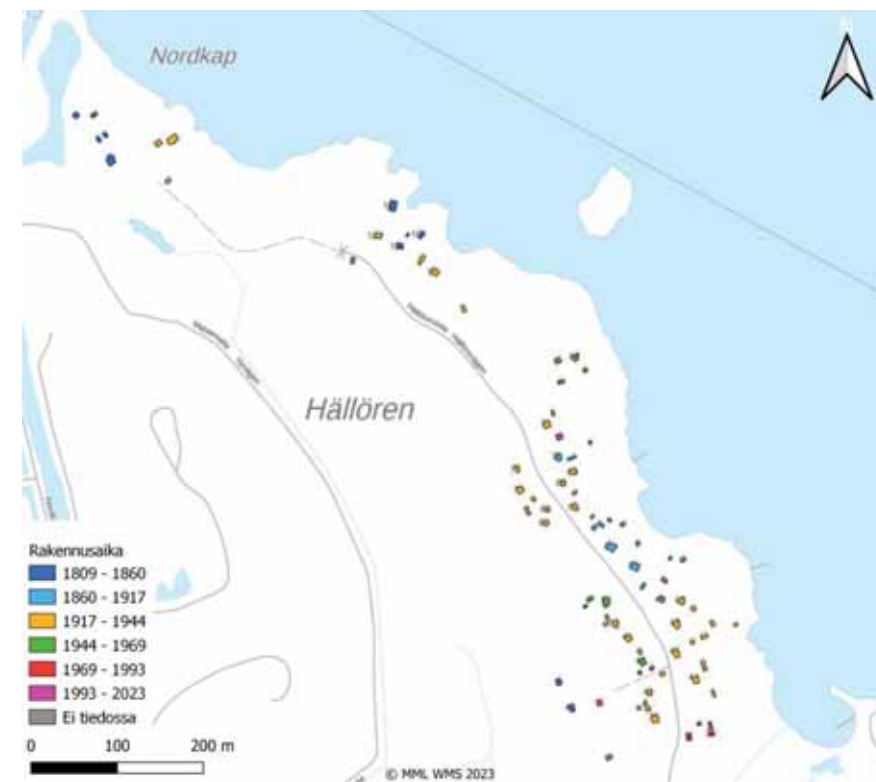 Nordkap
Hällören
Rakennusaika
1809 - 1860
1860 - 1917
1917 - 1944
1944 - 1969
1969 - 1993
1993 - 2023
Ei tiedossa
0 100 200 m
© MML WMS 2023